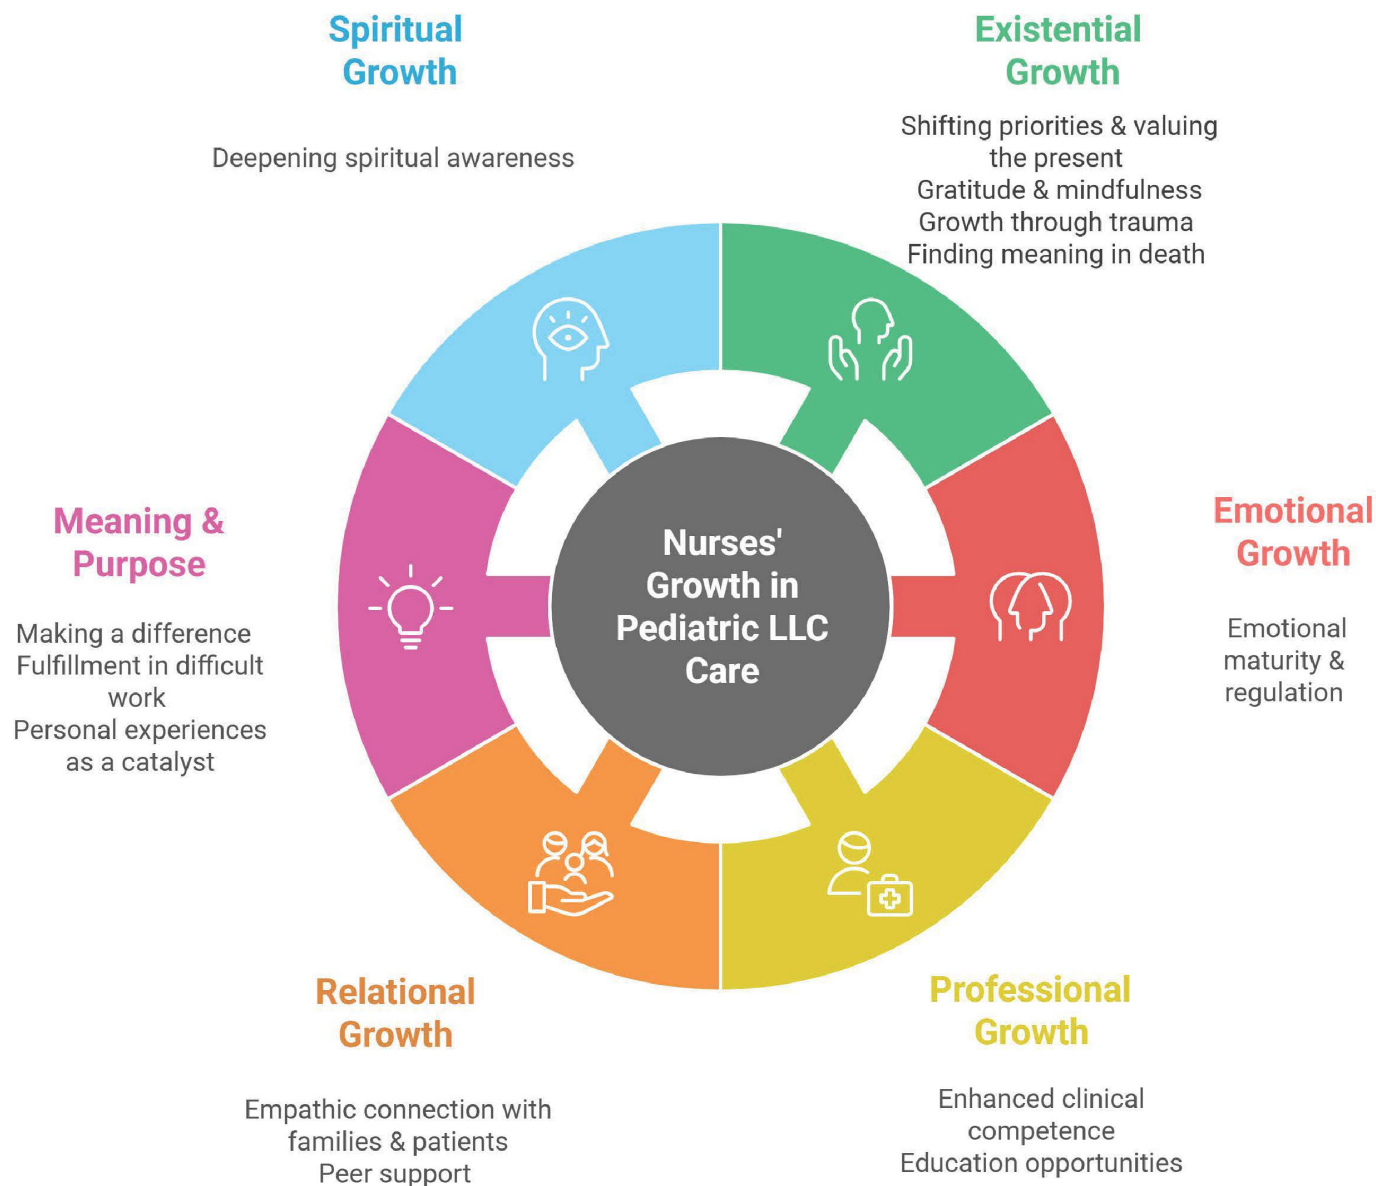 Spiritual
Growth
Deepening spiritual awareness
Existential
Growth
Shifting priorities & valuing
the present
Gratitude & mindfulness
Growth through trauma
Finding meaning in death
Meaning &
Purpose
Making a difference
Fulfillment in difficult
work
Personal experiences
as a catalyst
Nurses'
Growth in
Pediatric LLC
Care
Emotional
Growth
Emotional
maturity &
regulation
Relational
Growth
Empathic connection with
families & patients
Peer support
Professional
Growth
Enhanced clinical
competence
Education opportunities